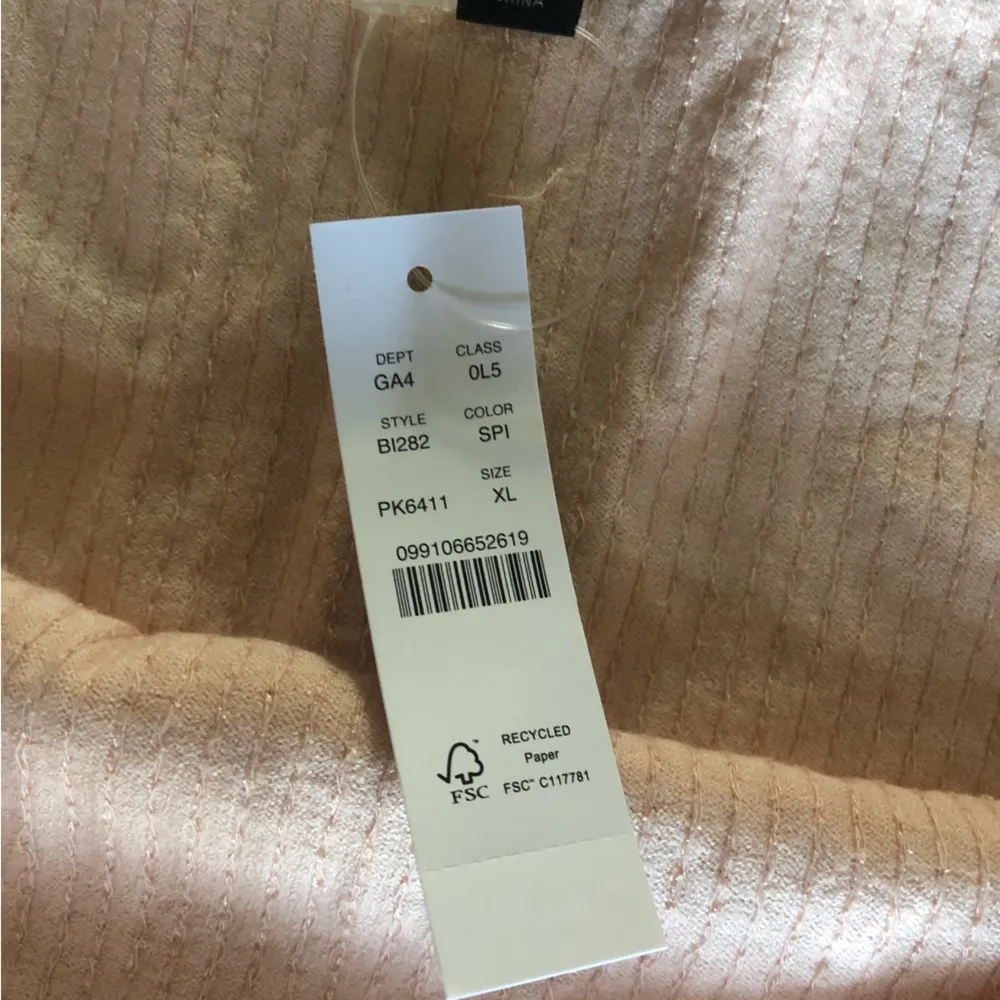 DEPT CLASS
GA4 0L5
STYLE COLOR
BI282 SPI
SIZE
PK6411 XL
099106652619
RECYCLED
Paper
FSC FSC™ C117781